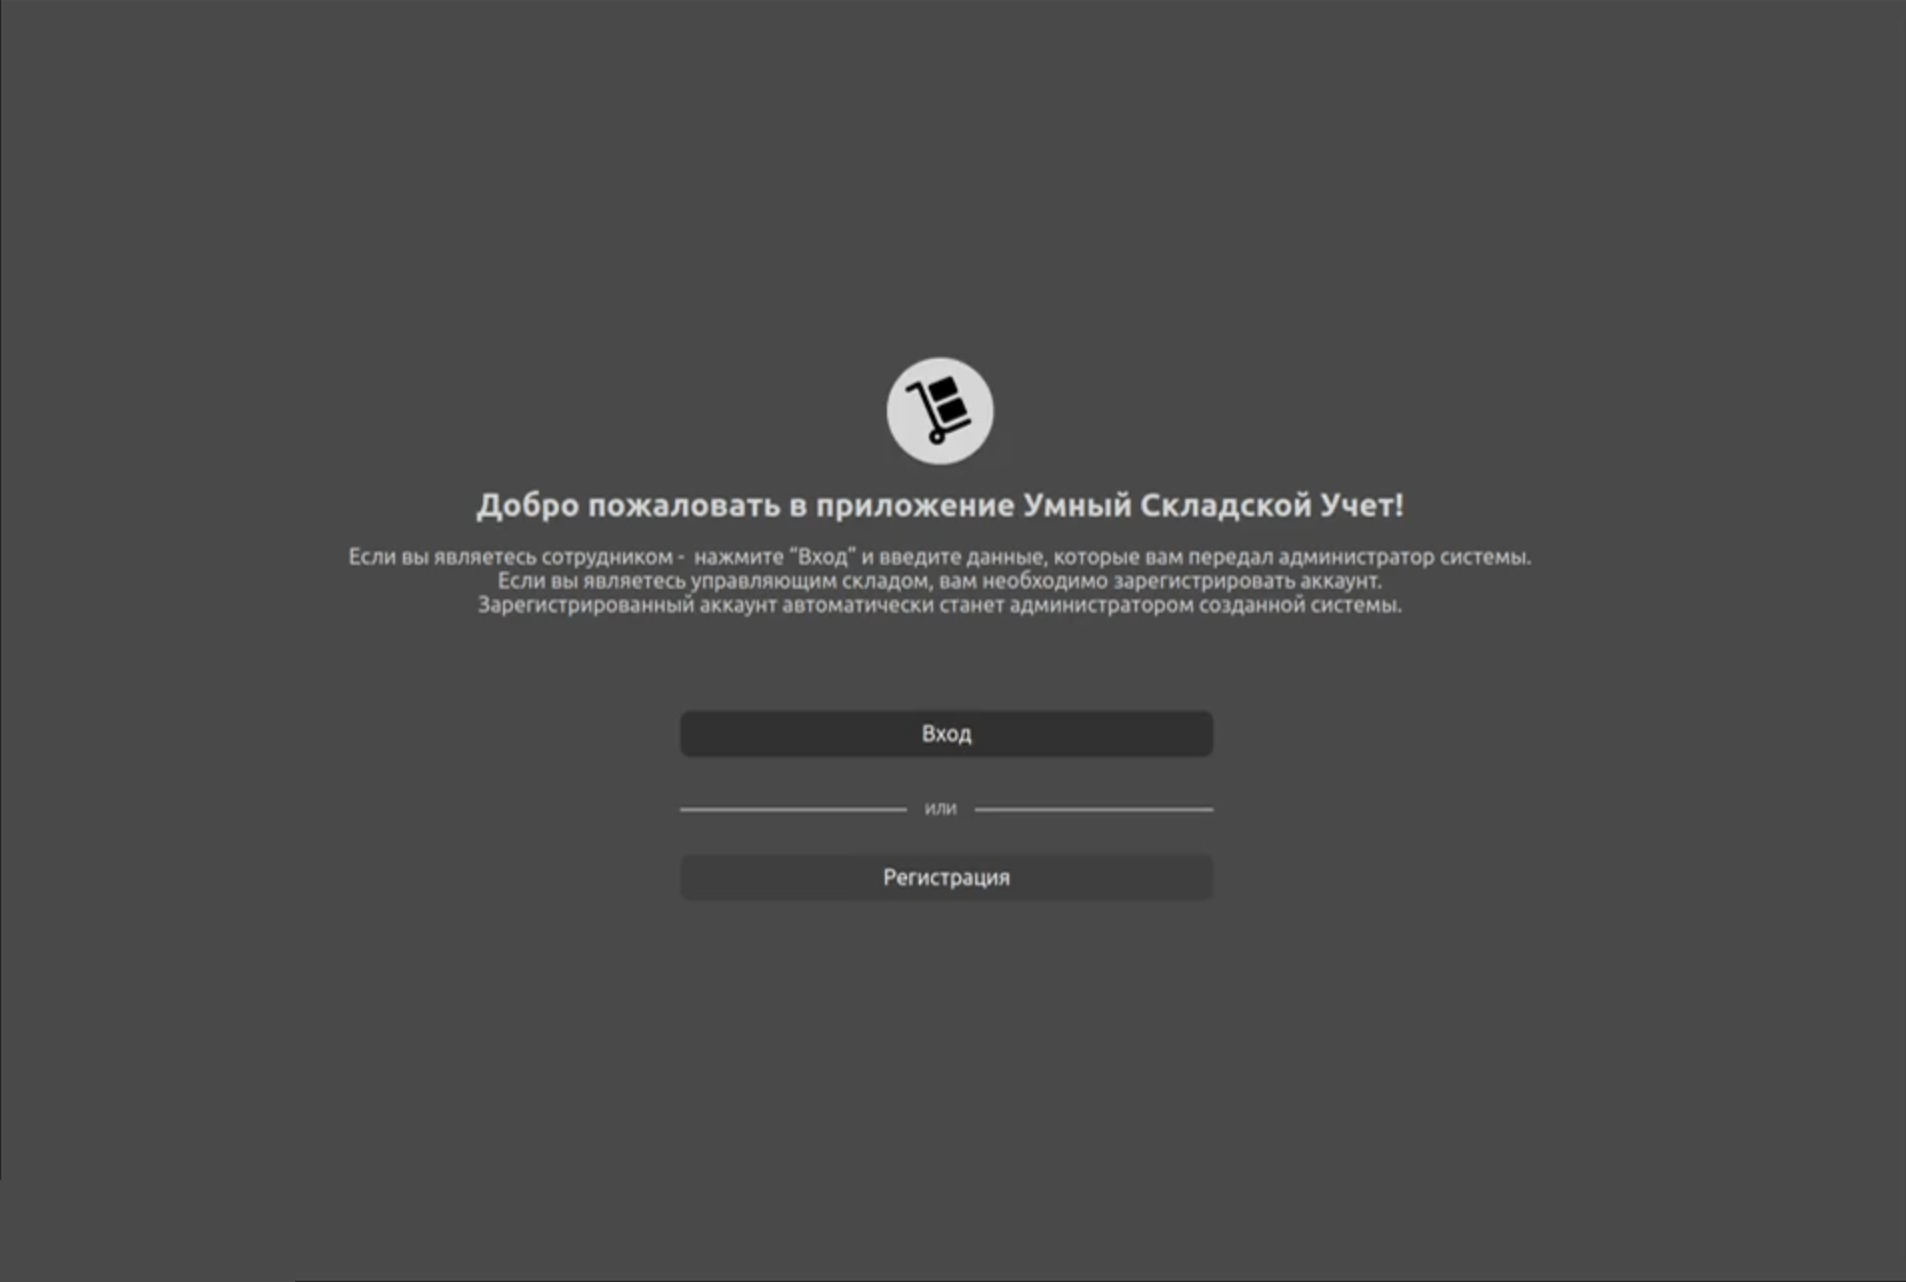 Добро пожаловать в приложение Умный Складской Учет!
Если вы являетесь сотрудником -  нажмите “Вход” и введите данные, которые вам передал администратор системы.
Если вы являетесь управляющим складом, вам необходимо зарегистрировать аккаунт.
Зарегистрированный аккаунт автоматически станет администратором созданной системы.
Вход
или
Регистрация